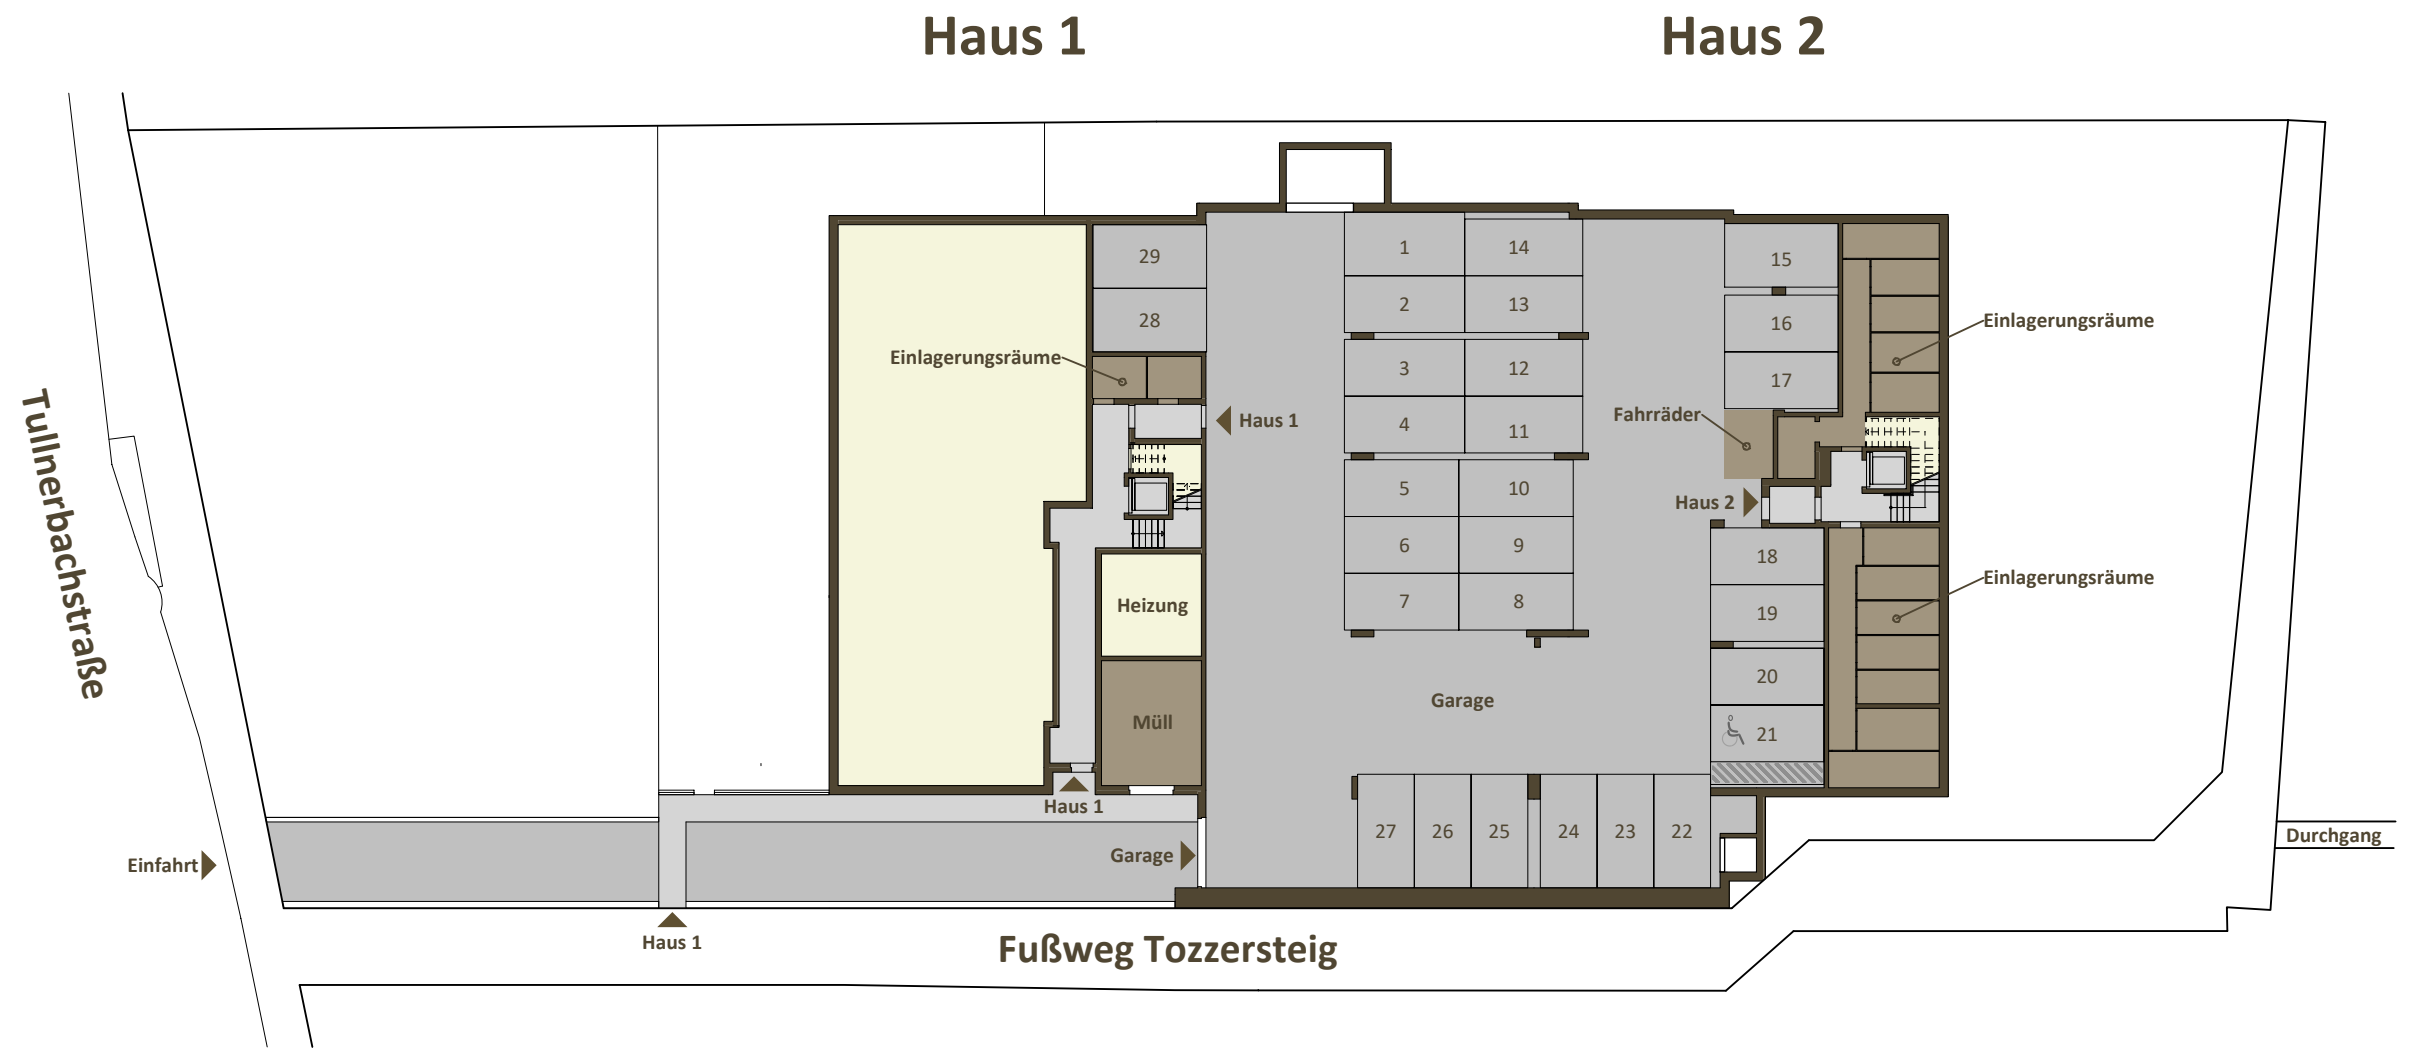 Haus 1
Haus 2
29
28
Einlagerungsräume
Haus 1
1
14
2
13
3
12
4
11
5
10
6
9
7
8
15
16
17
Einlagerungsräume
Fahrräder
Haus 2
18
19
20
21
Einlagerungsräume
Tullnerbachstraße
Heizung
Müll
Garage
Haus 1
27
26
25
24
23
22
Durchgang
Einfahrt
Garage
Haus 1
Fußweg Tozzersteig